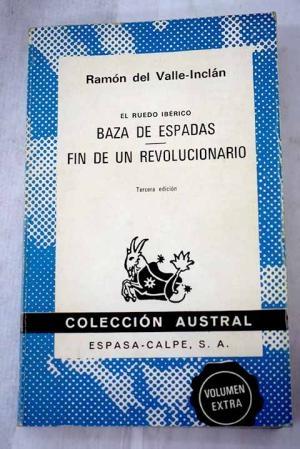 Ramón del Valle-Inclán
EL RUEDO IBÉRICO
BAZA DE ESPADAS
FIN DE UN REVOLUCIONARIO
Tercera edición
COLECCIÓN AUSTRAL
ESPASA-CALPE, S. A.
VOLUMEN
EXTRA